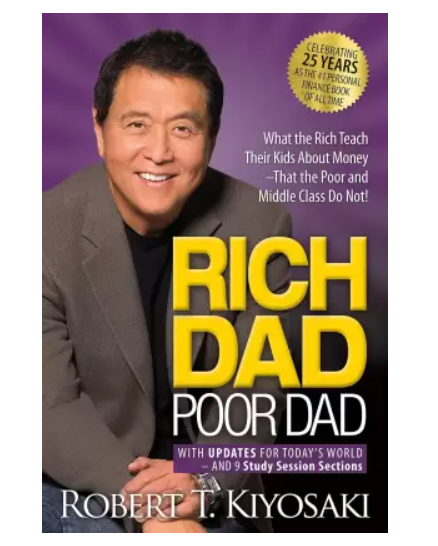 CELEBRATING
25 YEARS
AS THE #1 PERSONAL
FINANCE BOOK
OF ALL TIME
What the Rich Teach
Their Kids About Money
–That the Poor and
Middle Class Do Not!
RICH
DAD
POOR DAD
WITH UPDATES FOR TODAY'S WORLD
– AND 9 Study Session Sections
ROBERT T. KIYOSAKI